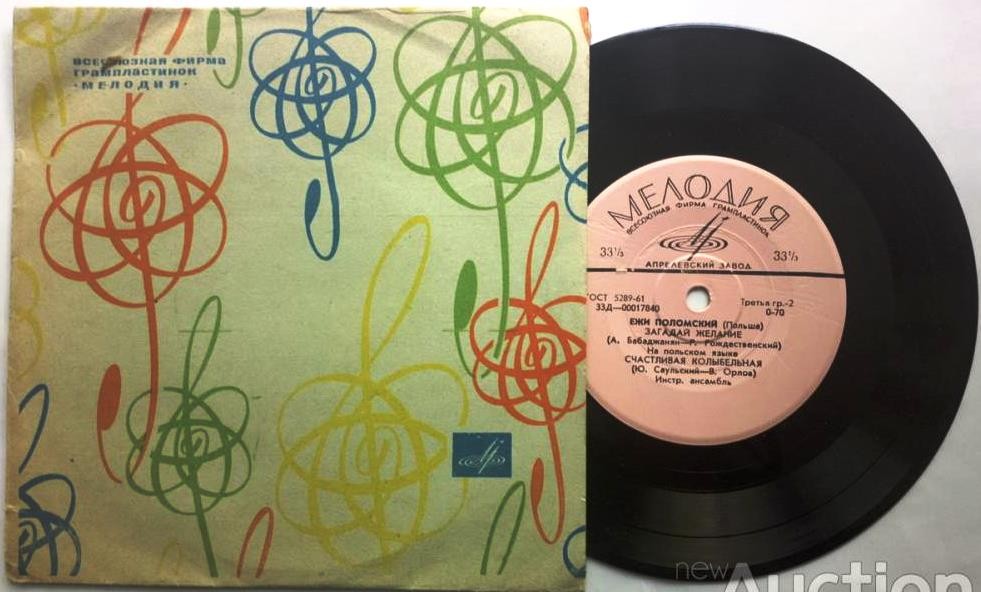 ВСЕСОЮЗНАЯ ФИРМА
ГРАМПЛАСТИНОК
·МЕЛОДИЯ·
МЕЛОДИЯ
ВСЕСОЮЗНАЯ ФИРМА ГРАМПЛАСТИНОК
33⅓ 33⅓
АПРЕЛЕВСКИЙ ЗАВОД
ГОСТ 5289-61 Третья гр.-2
33Д—00017840 0-70
ЕЖИ ПОЛОМСКИЙ (Польша)
ЗАГАДАЙ ЖЕЛАНИЕ
(А. Бабаджанян—Р. Рождественский)
На польском языке
СЧАСТЛИВАЯ КОЛЫБЕЛЬНАЯ
(Ю. Саульский—В. Орлов)
Инстр. ансамбль
newAuction